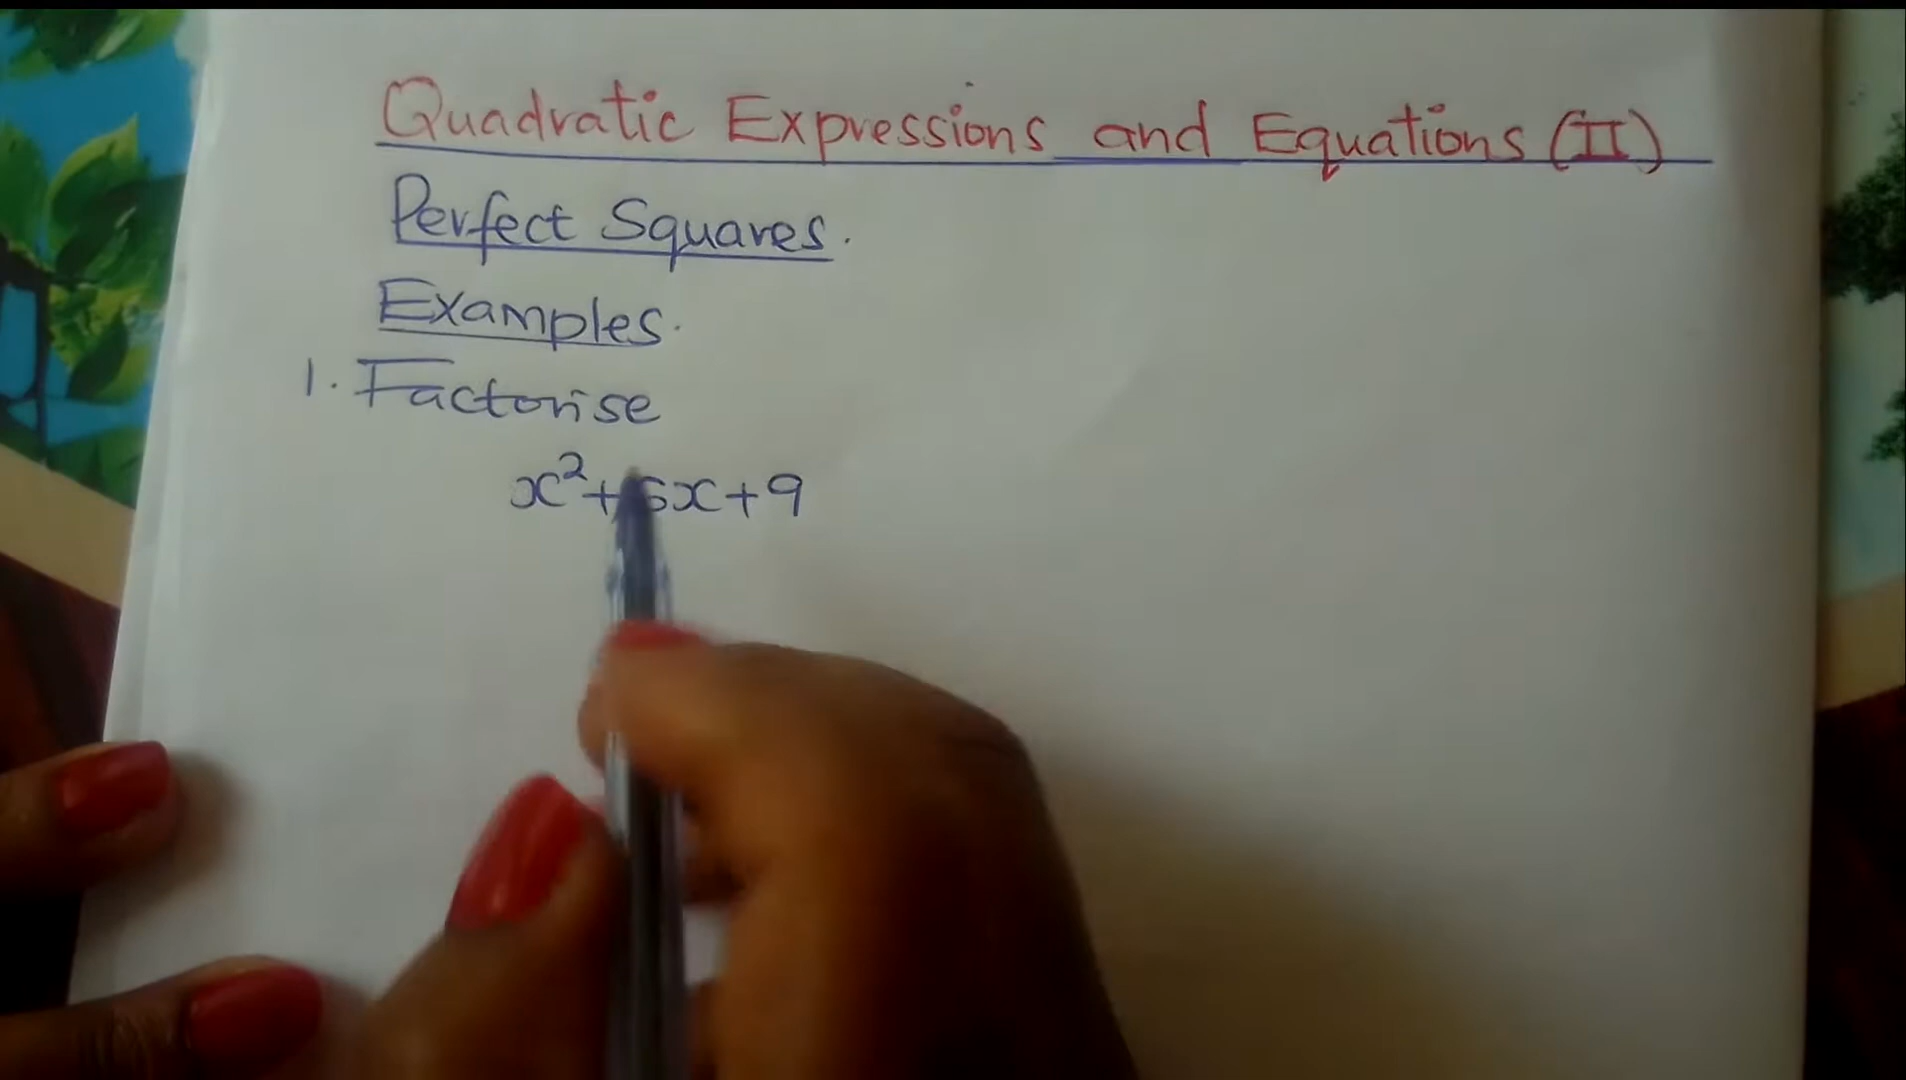 Quadratic Expressions and Equations (II)
Perfect Squares.
Examples.
1. Factorise
x²+6x+9